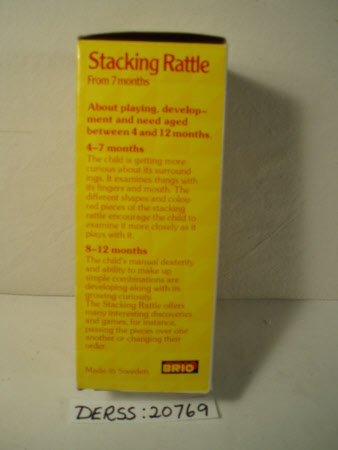 Stacking Rattle
From 7 months
About playing, develop-
ment and need aged
between 4 and 12 months.
4-7 months
The child is getting more
curious about its surround-
ings. It examines things with
its fingers and mouth. The
different shapes and colou-
red pieces of the stacking
rattle encourage the child to
examine it more closely as it
plays with it.
8-12 months
The child's manual dexterity
and ability to make up
simple combinations are
developing along with its
growing curiosity.
The Stacking Rattle offers
many interesting discoveries
and games, for instance,
passing the pieces over one
another or changing their
order.
Made in Sweden
BRIO
DERSS:20769